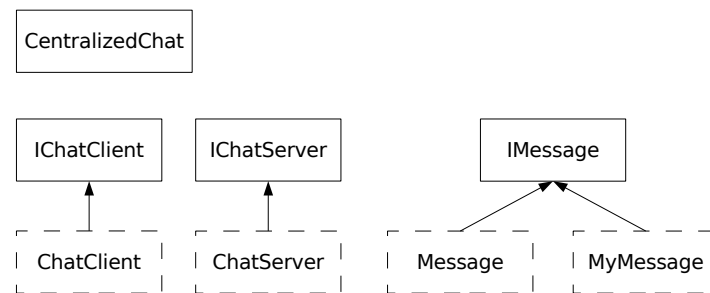 CentralizedChat
IChatClient
IChatServer
IMessage
ChatClient
ChatServer
Message
MyMessage